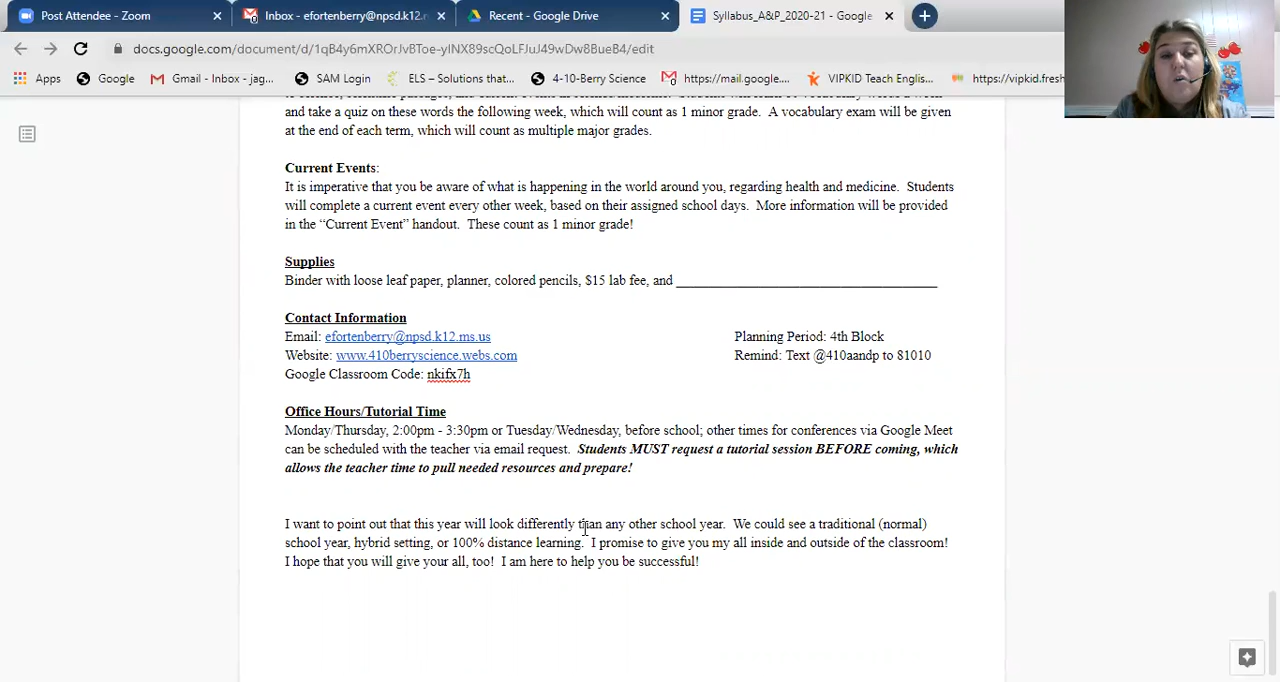 Post Attendee - Zoom
Inbox - efortenberry@npsd.k12.
Recent - Google Drive
Syllabus_A&P_2020-21 - Google
docs.google.com/document/d/1qB4y6mXROrJvBToe-yINX89scQoLFJuJ49wDw8BueB4/edit
Apps Google Gmail - Inbox - jag... SAM Login ELS – Solutions that... 4-10-Berry Science https://mail.google.... VIPKID Teach Englis... https://vipkid.fresh
and take a quiz on these words the following week, which will count as 1 minor grade. A vocabulary exam will be given
at the end of each term, which will count as multiple major grades.
Current Events:
It is imperative that you be aware of what is happening in the world around you, regarding health and medicine. Students
will complete a current event every other week, based on their assigned school days. More information will be provided
in the “Current Event” handout. These count as 1 minor grade!
Supplies
Binder with loose leaf paper, planner, colored pencils, $15 lab fee, and ___________________________________
Contact Information
Email: efortenberry@npsd.k12.ms.us Planning Period: 4th Block
Website: www.410berryscience.webs.com Remind: Text @410aandp to 81010
Google Classroom Code: nkifx7h
Office Hours/Tutorial Time
Monday/Thursday, 2:00pm - 3:30pm or Tuesday/Wednesday, before school; other times for conferences via Google Meet
can be scheduled with the teacher via email request. Students MUST request a tutorial session BEFORE coming, which
allows the teacher time to pull needed resources and prepare!
I want to point out that this year will look differently than any other school year. We could see a traditional (normal)
school year, hybrid setting, or 100% distance learning. I promise to give you my all inside and outside of the classroom!
I hope that you will give your all, too! I am here to help you be successful!